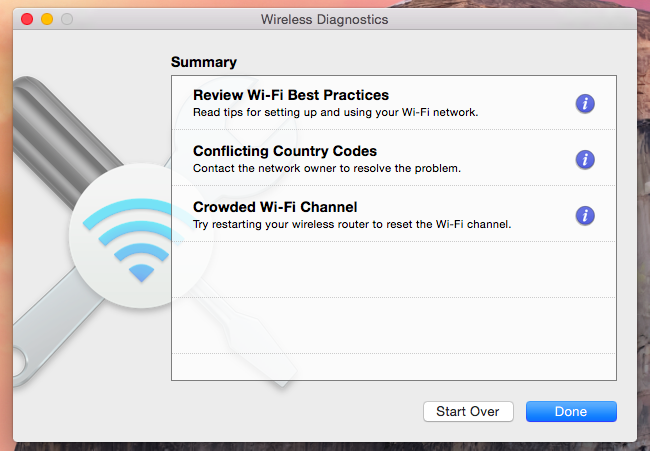 Wireless Diagnostics
Summary
Review Wi-Fi Best Practices
Read tips for setting up and using your Wi-Fi network.
i
Conflicting Country Codes
Contact the network owner to resolve the problem.
i
Crowded Wi-Fi Channel
Try restarting your wireless router to reset the Wi-Fi channel.
i
Start Over
Done